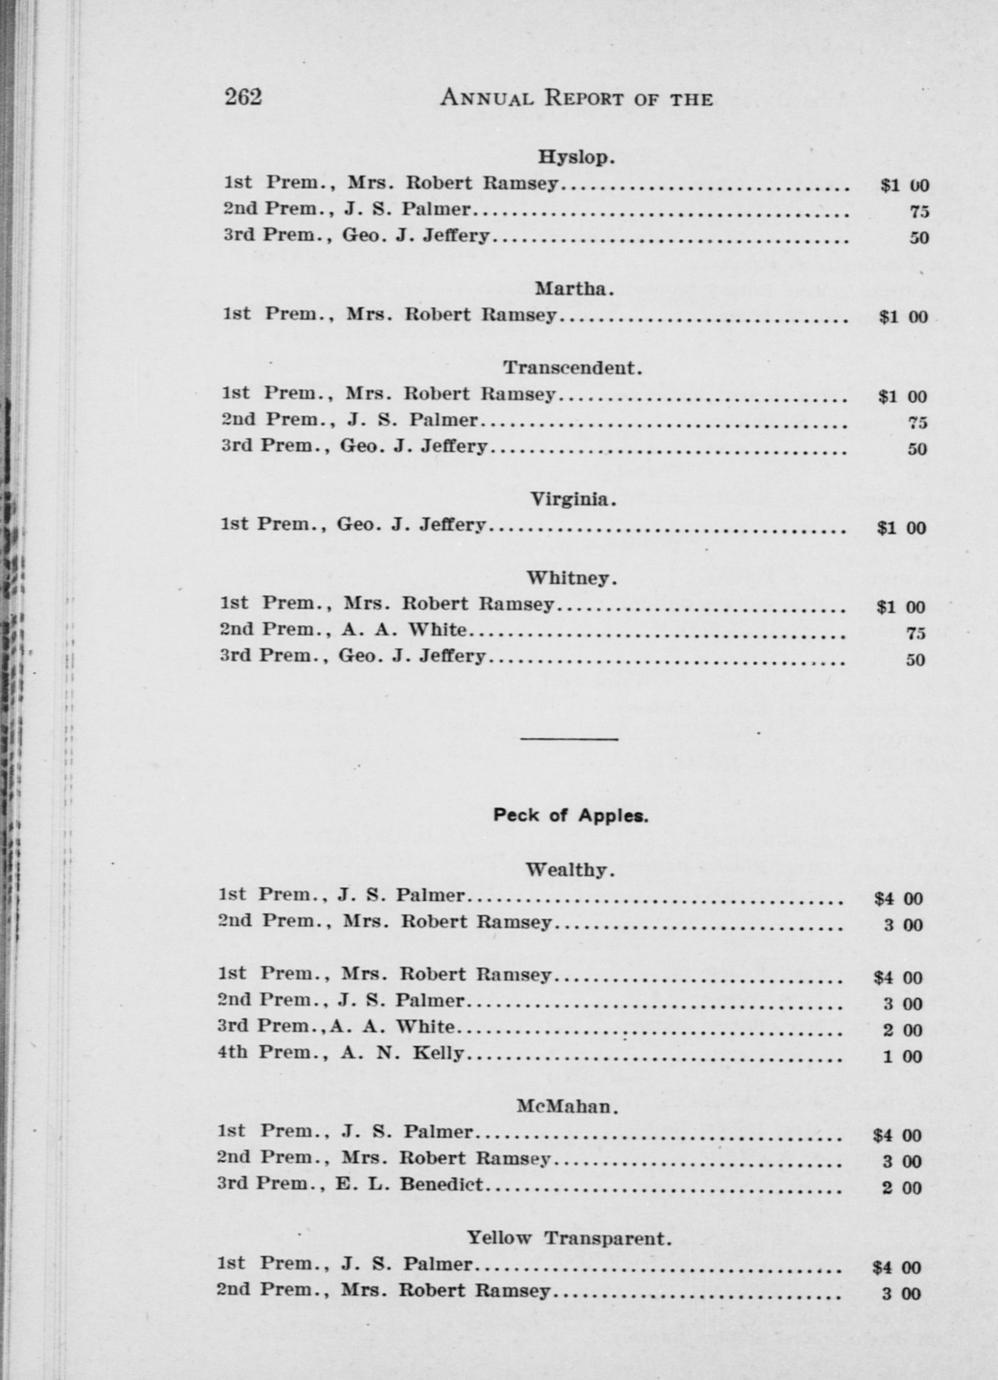 262 ANNUAL REPORT OF THE
Hyslop.
1st Prem., Mrs. Robert Ramsey.............................. $1 00
2nd Prem., J. S. Palmer....................................... 75
3rd Prem., Geo. J. Jeffery..................................... 50
Martha.
1st Prem., Mrs. Robert Ramsey.............................. $1 00
Transcendent.
1st Prem., Mrs. Robert Ramsey.............................. $1 00
2nd Prem., J. S. Palmer...................................... 75
3rd Prem., Geo. J. Jeffery..................................... 50
Virginia.
1st Prem., Geo. J. Jeffery..................................... $1 00
Whitney.
1st Prem., Mrs. Robert Ramsey.............................. $1 00
2nd Prem., A. A. White....................................... 75
3rd Prem., Geo. J. Jeffery..................................... 50
Peck of Apples.
Wealthy.
1st Prem., J. S. Palmer....................................... $4 00
2nd Prem., Mrs. Robert Ramsey.............................. 3 00
1st Prem., Mrs. Robert Ramsey.............................. $4 00
2nd Prem., J. S. Palmer....................................... 3 00
3rd Prem.,A. A. White........................................ 2 00
4th Prem., A. N. Kelly....................................... 1 00
McMahan.
1st Prem., J. S. Palmer...................................... $4 00
2nd Prem., Mrs. Robert Ramsey.............................. 3 00
3rd Prem., E. L. Benedict..................................... 2 00
Yellow Transparent.
1st Prem., J. S. Palmer...................................... $4 00
2nd Prem., Mrs. Robert Ramsey.............................. 3 00